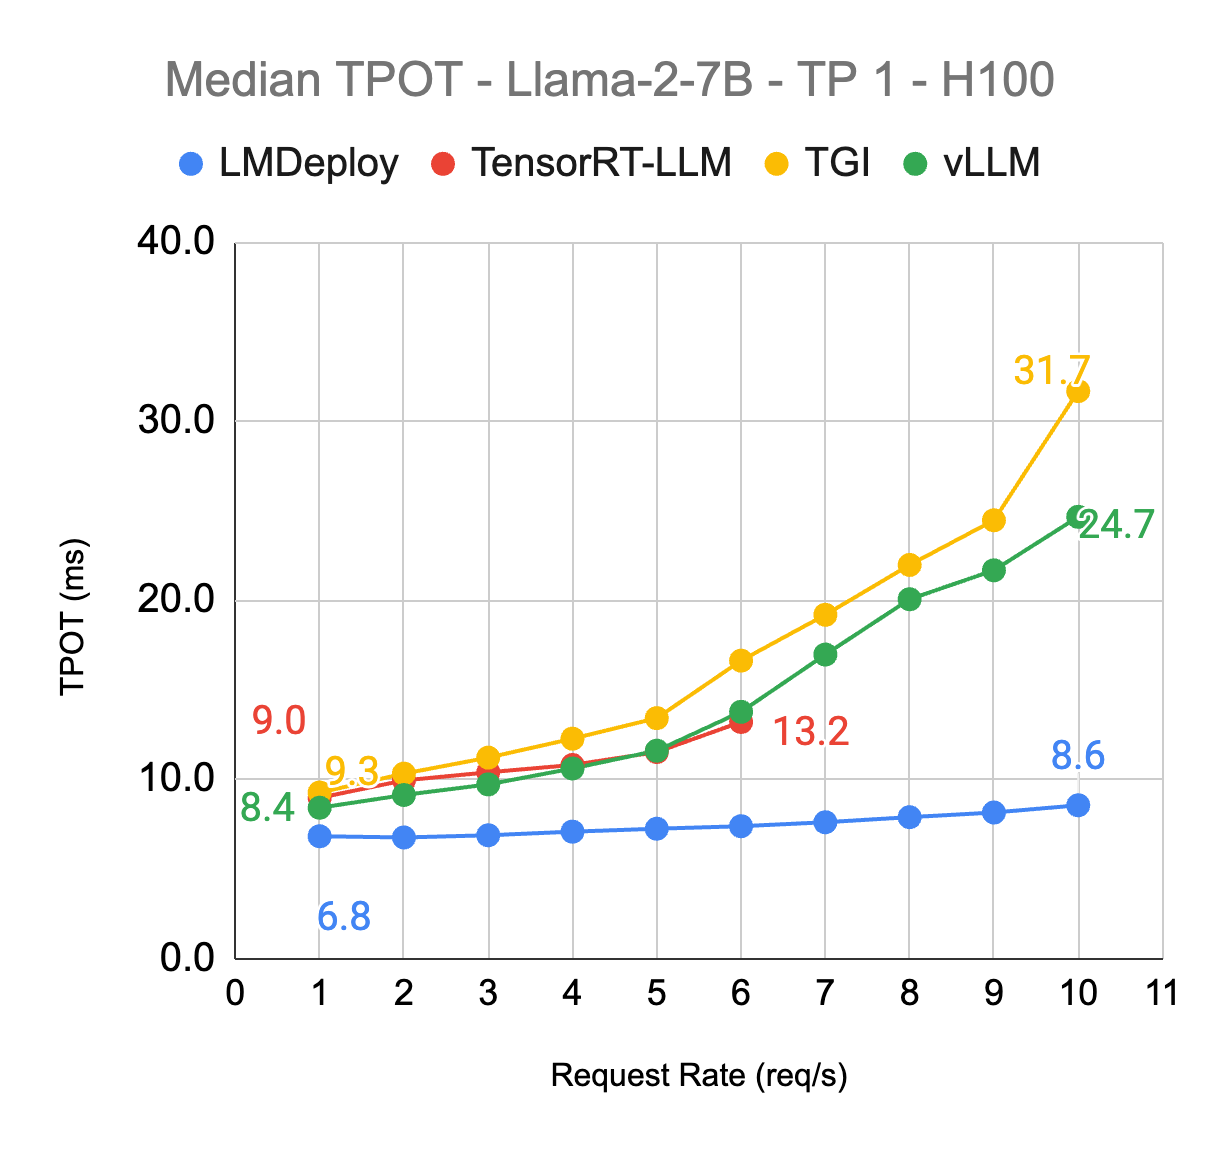 Median TPOT - Llama-2-7B - TP 1 - H100
LMDeploy TensorRT-LLM TGI vLLM
40.0
31.7
30.0
24.7
TPOT (ms)
20.0
9.0
13.2
8.6
9.3
10.0
8.4
6.8
0.0
0 1 2 3 4 5 6 7 8 9 10 11
Request Rate (req/s)